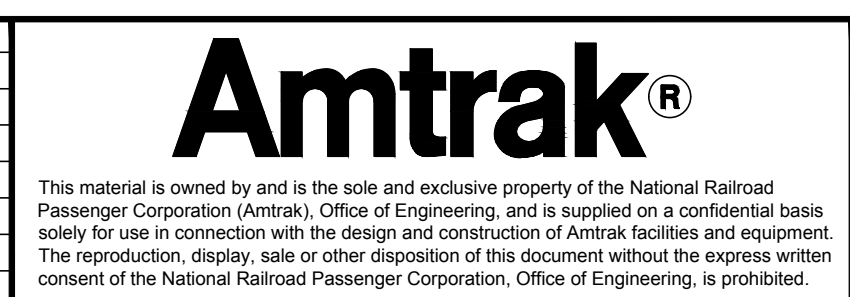 Amtrak®
This material is owned by and is the sole and exclusive property of the National Railroad
Passenger Corporation (Amtrak), Office of Engineering, and is supplied on a confidential basis
solely for use in connection with the design and construction of Amtrak facilities and equipment.
The reproduction, display, sale or other disposition of this document without the express written
consent of the National Railroad Passenger Corporation, Office of Engineering, is prohibited.